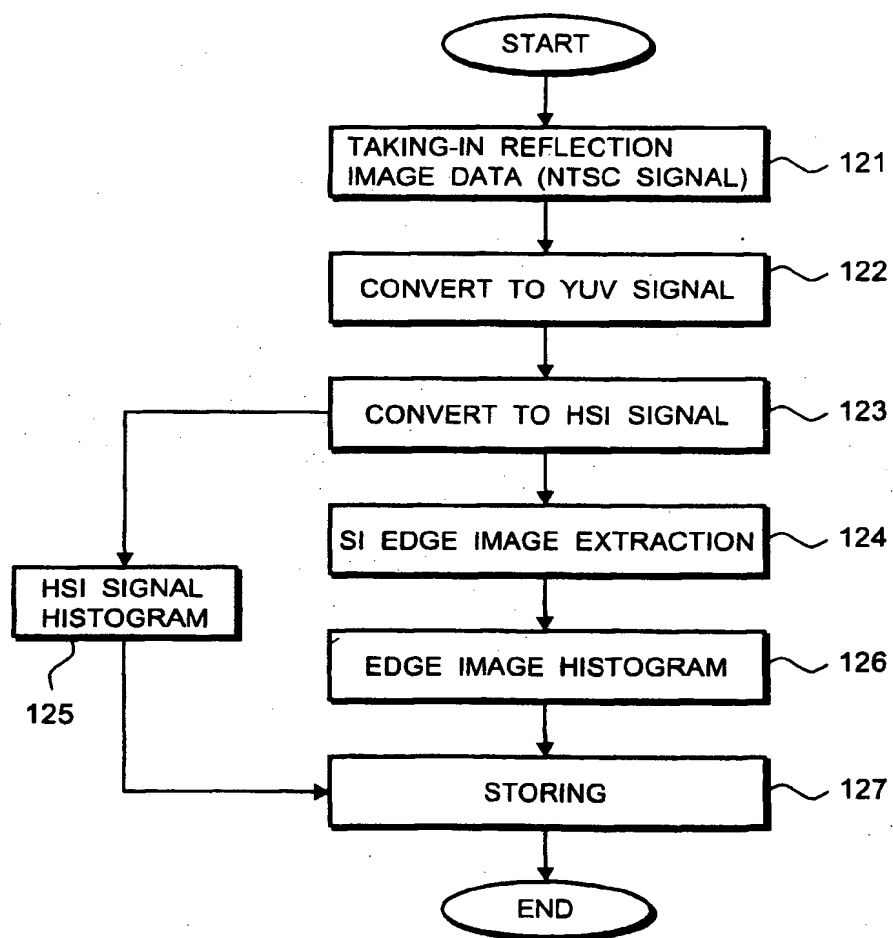 START
TAKING-IN REFLECTION
IMAGE DATA (NTSC SIGNAL)
121
CONVERT TO YUV SIGNAL
122
CONVERT TO HSI SIGNAL
123
SI EDGE IMAGE EXTRACTION
124
HSI SIGNAL
HISTOGRAM
125
EDGE IMAGE HISTOGRAM
126
STORING
127
END